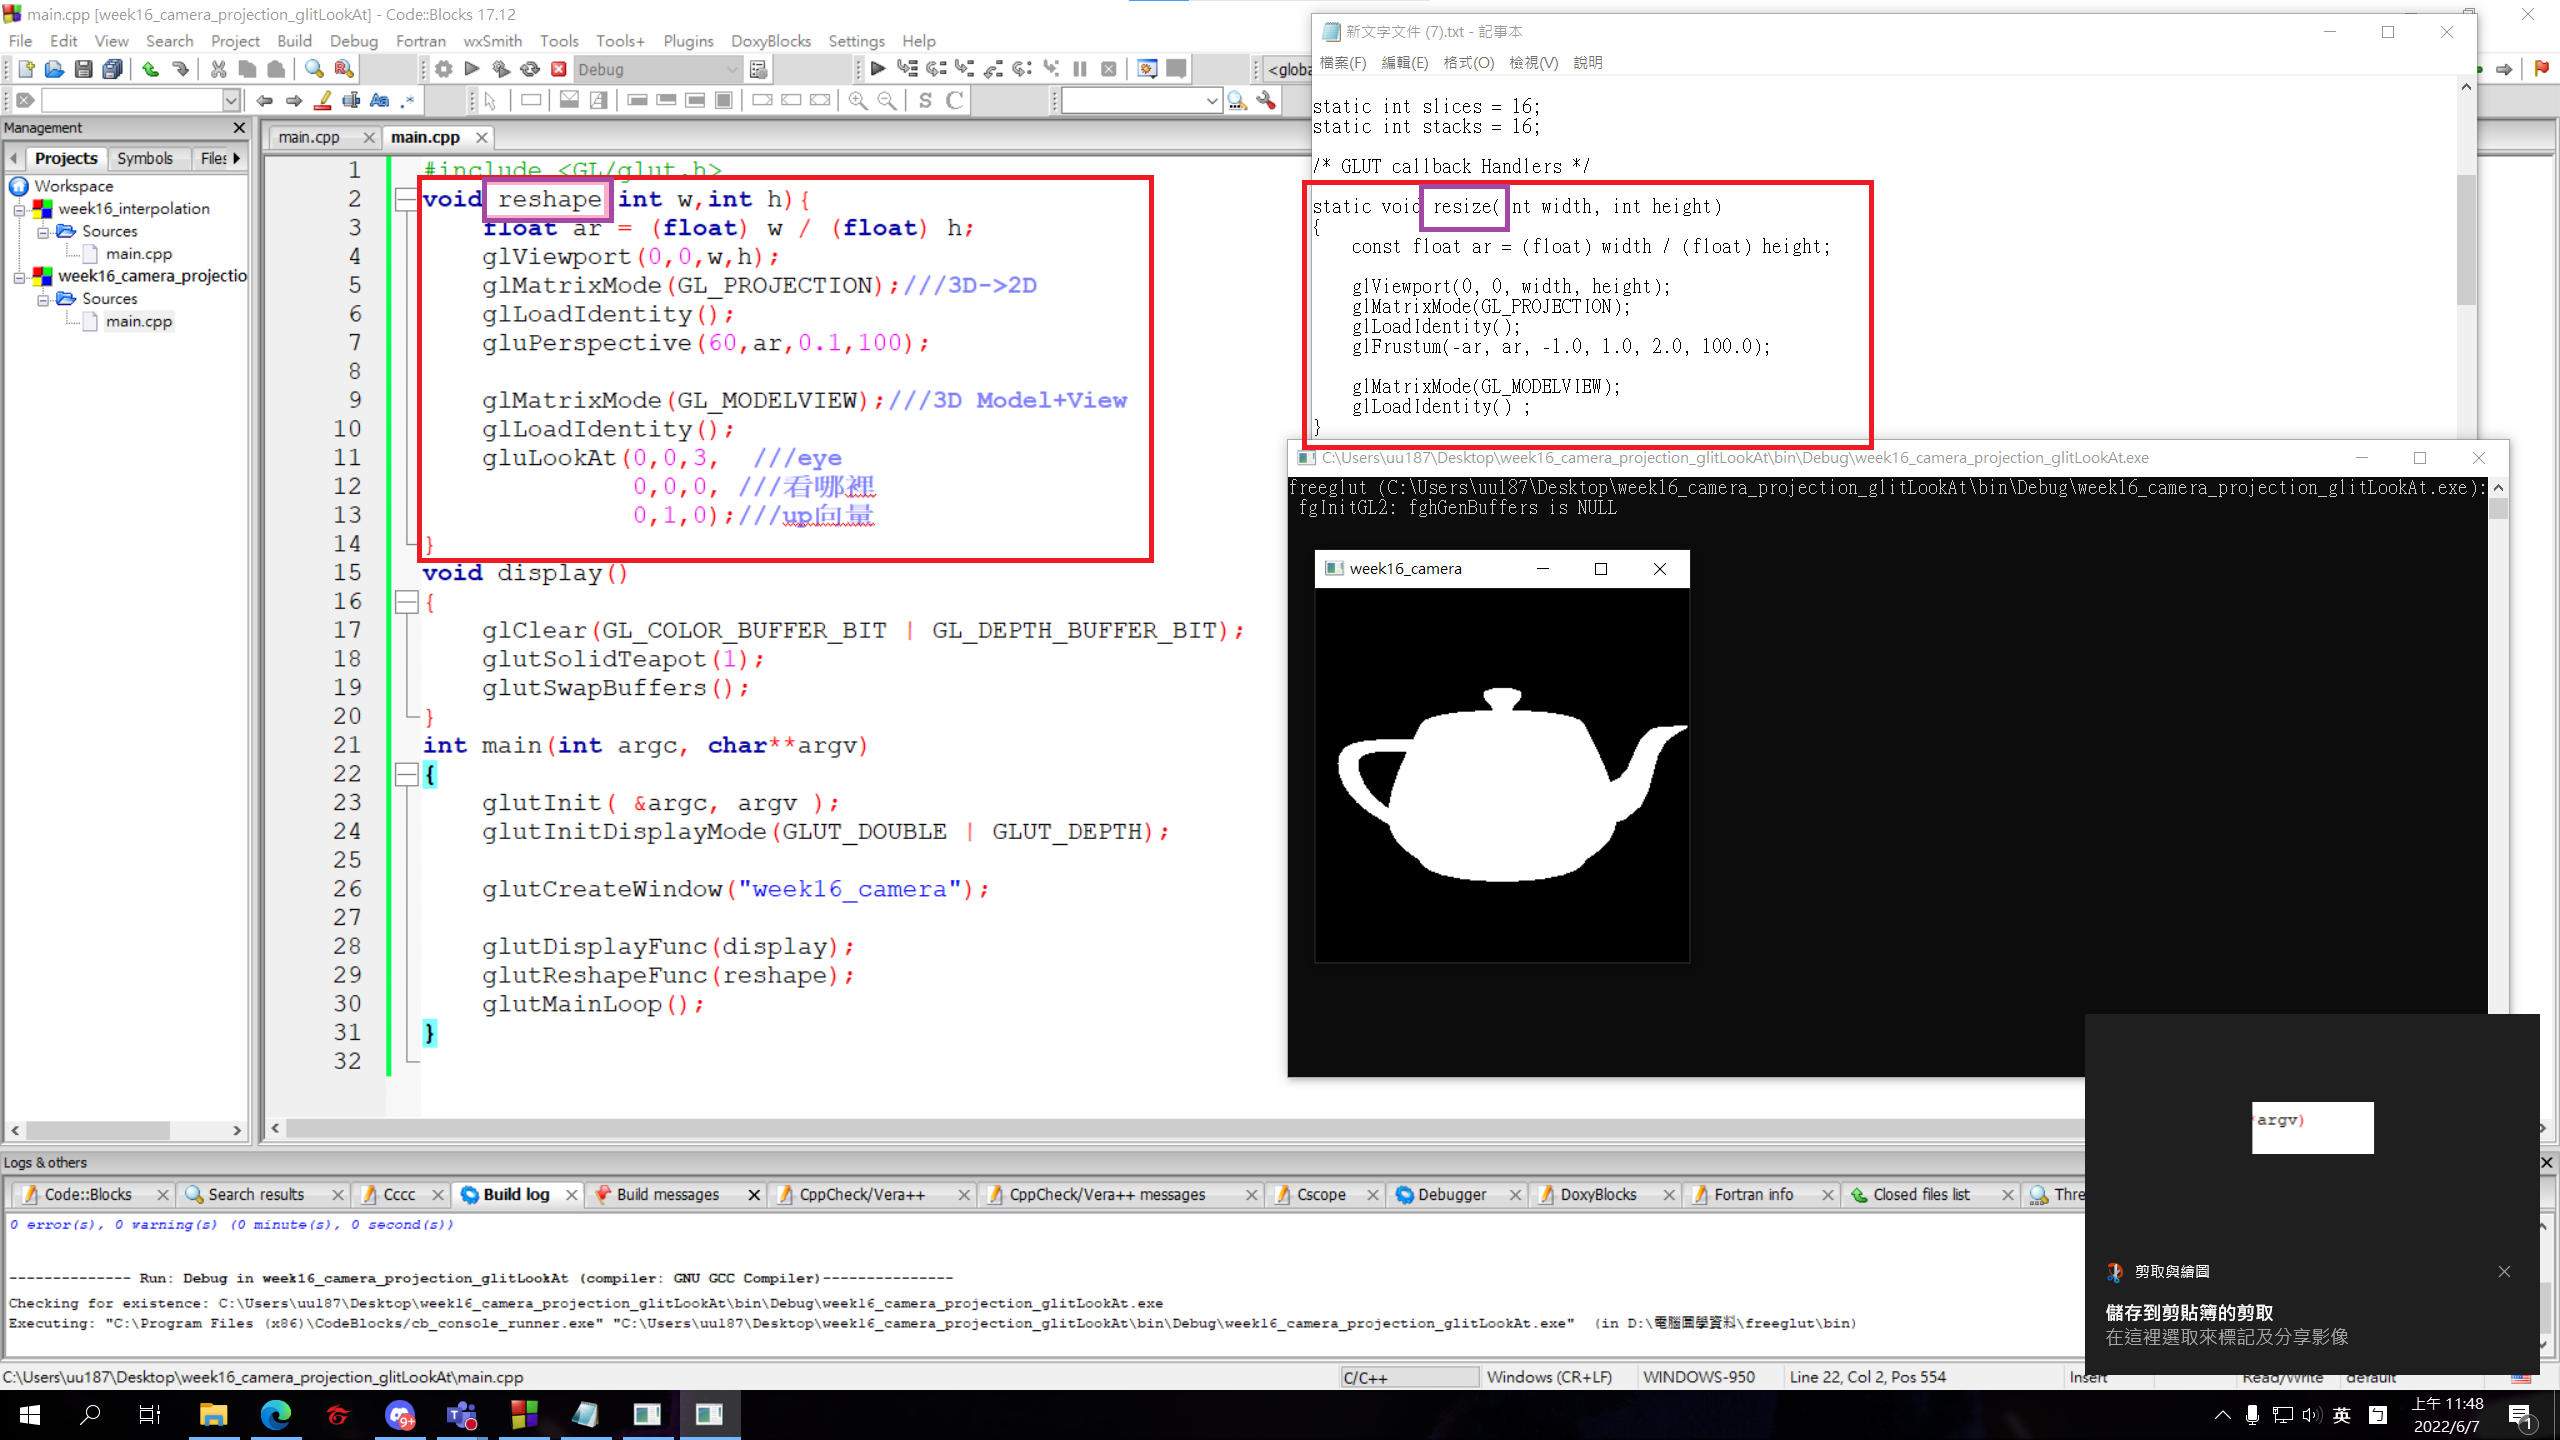 main.cpp [week16_camera_projection_glitLookAt] - Code::Blocks 17.12
File Edit View Search Project Build Debug Fortran wxSmith Tools Tools+ Plugins DoxyBlocks Settings Help
Debug
<globa
S C
Management
Projects Symbols Files
Workspace
week16_interpolation
Sources
main.cpp
week16_camera_projectio
Sources
main.cpp
main.cpp main.cpp
1 #include <GL/glut.h>
2 void reshape int w,int h){
3 float ar = (float) w / (float) h;
4 glViewport(0,0,w,h);
5 glMatrixMode(GL_PROJECTION);///3D->2D
6 glLoadIdentity();
7 gluPerspective(60,ar,0.1,100);
8
9 glMatrixMode(GL_MODELVIEW);///3D Model+View
10 glLoadIdentity();
11 gluLookAt(0,0,3, ///eye
12 0,0,0, ///看哪裡
13 0,1,0);///up向量
14 }
15 void display()
16 {
17 glClear(GL_COLOR_BUFFER_BIT | GL_DEPTH_BUFFER_BIT);
18 glutSolidTeapot(1);
19 glutSwapBuffers();
20 }
21 int main(int argc, char**argv)
22 {
23 glutInit( &argc, argv );
24 glutInitDisplayMode(GLUT_DOUBLE | GLUT_DEPTH);
25
26 glutCreateWindow("week16_camera");
27
28 glutDisplayFunc(display);
29 glutReshapeFunc(reshape);
30 glutMainLoop();
31 }
32
新文字文件 (7).txt - 記事本
檔案(F) 編輯(E) 格式(O) 檢視(V) 說明
static int slices = 16;
static int stacks = 16;
/* GLUT callback Handlers */
static void resize( nt width, int height)
{
const float ar = (float) width / (float) height;
glViewport(0, 0, width, height);
glMatrixMode(GL_PROJECTION);
glLoadIdentity();
glFrustum(-ar, ar, -1.0, 1.0, 2.0, 100.0);
glMatrixMode(GL_MODELVIEW);
glLoadIdentity() ;
}
C:\Users\uu187\Desktop\week16_camera_projection_glitLookAt\bin\Debug\week16_camera_projection_glitLookAt.exe
freeglut (C:\Users\uu187\Desktop\week16_camera_projection_glitLookAt\bin\Debug\week16_camera_projection_glitLookAt.exe):
fgInitGL2: fghGenBuffers is NULL
week16_camera
argv)
剪取與繪圖
儲存到剪貼簿的剪取
在這裡選取來標記及分享影像
Logs & others
Code::Blocks Search results Cccc Build log Build messages CppCheck/Vera++ CppCheck/Vera++ messages Cscope Debugger DoxyBlocks Fortran info Closed files list Thre
0 error(s), 0 warning(s) (0 minute(s), 0 second(s))
-------------- Run: Debug in week16_camera_projection_glitLookAt (compiler: GNU GCC Compiler)---------------
Checking for existence: C:\Users\uu187\Desktop\week16_camera_projection_glitLookAt\bin\Debug\week16_camera_projection_glitLookAt.exe
Executing: "C:\Program Files (x86)\CodeBlocks/cb_console_runner.exe" "C:\Users\uu187\Desktop\week16_camera_projection_glitLookAt\bin\Debug\week16_camera_projection_glitLookAt.exe" (in D:\電腦圖學資料\freeglut\bin)
C:\Users\uu187\Desktop\week16_camera_projection_glitLookAt\main.cpp C/C++ Windows (CR+LF) WINDOWS-950 Line 22, Col 2, Pos 554 Insert Read/Write default
9+
英 ㄅ 上午 11:48
2022/6/7
1